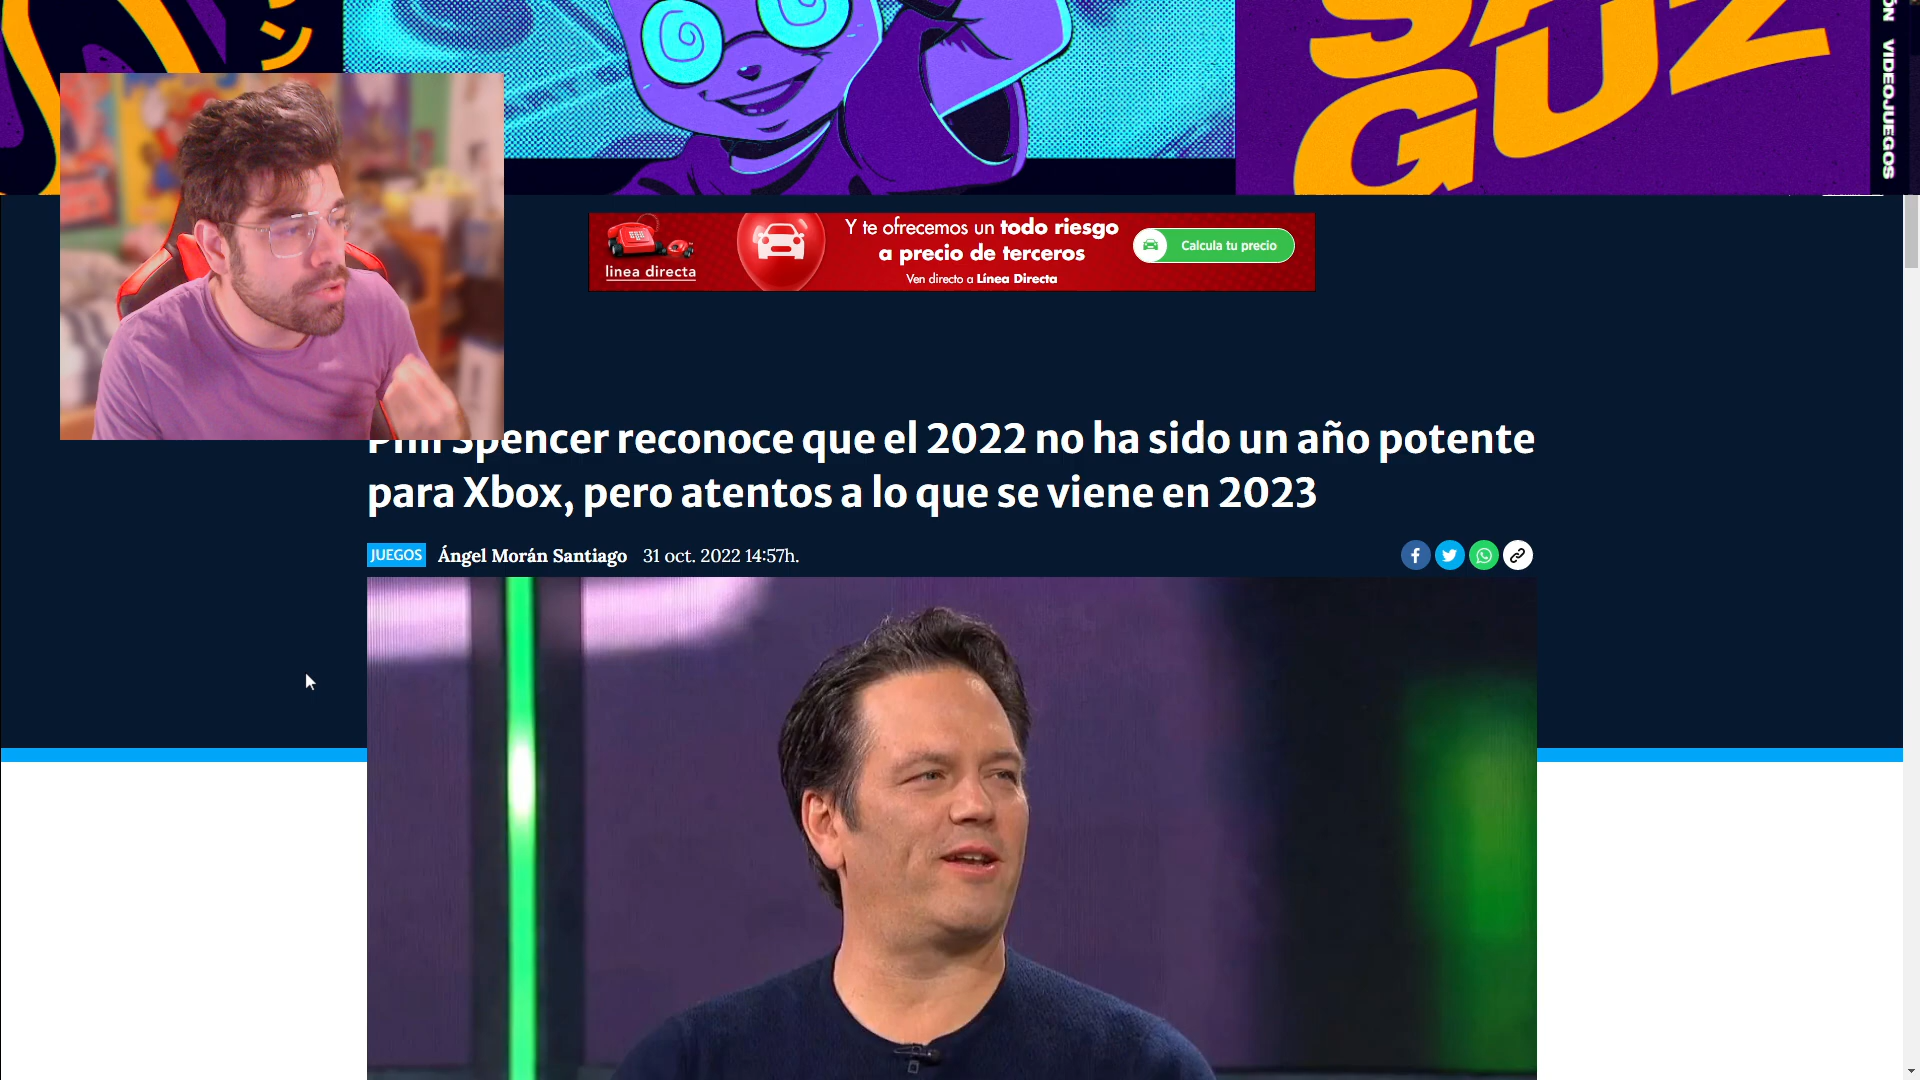 ン
GUZ
VIDEOJUEGOS
linea directa
Y te ofrecemos un todo riesgo
a precio de terceros
Ven directo a Línea Directa
Calcula tu precio
Phil Spencer reconoce que el 2022 no ha sido un año potente
para Xbox, pero atentos a lo que se viene en 2023
JUEGOS Ángel Morán Santiago 31 oct. 2022 14:57h.